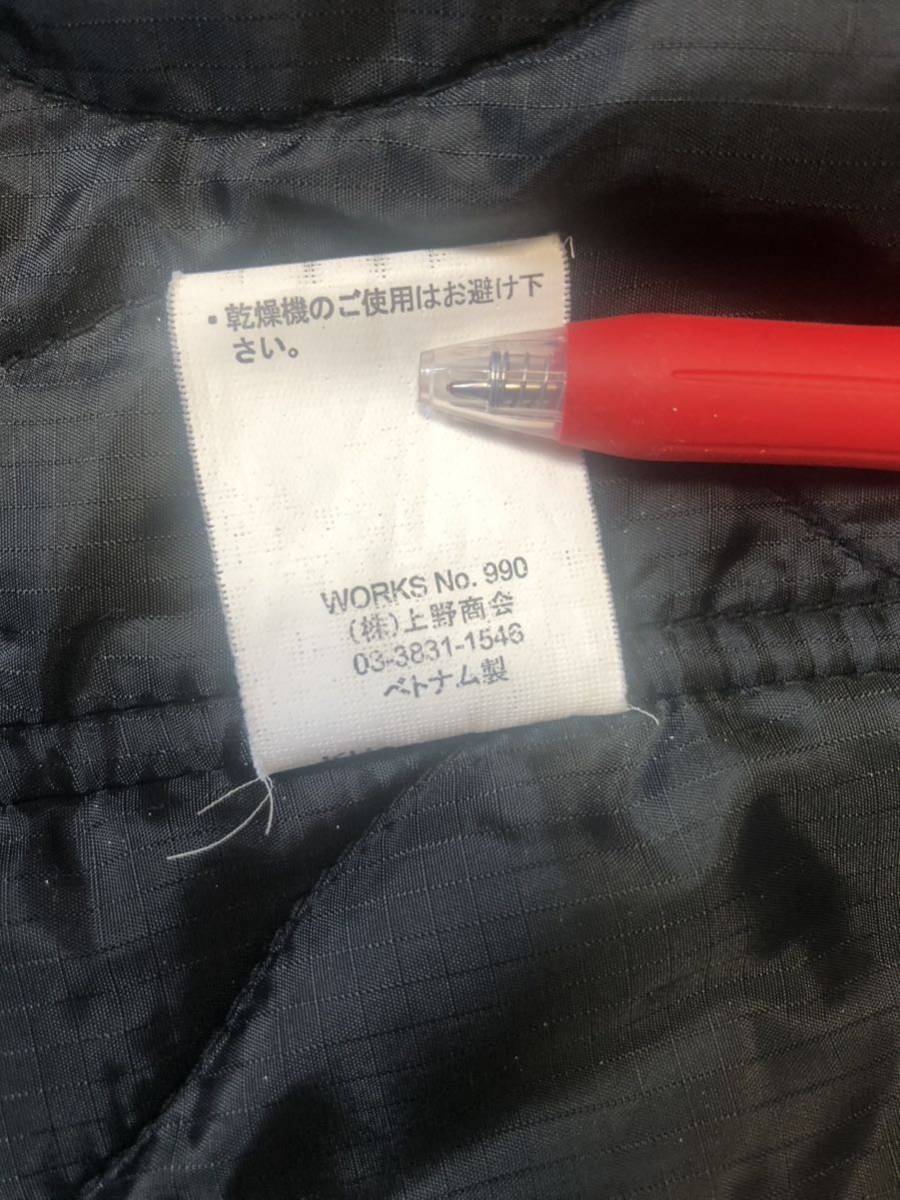 ・乾燥機のご使用はお避け下
さい。
WORKS No. 990
(株)上野商会
03-3831-1546
ベトナム製